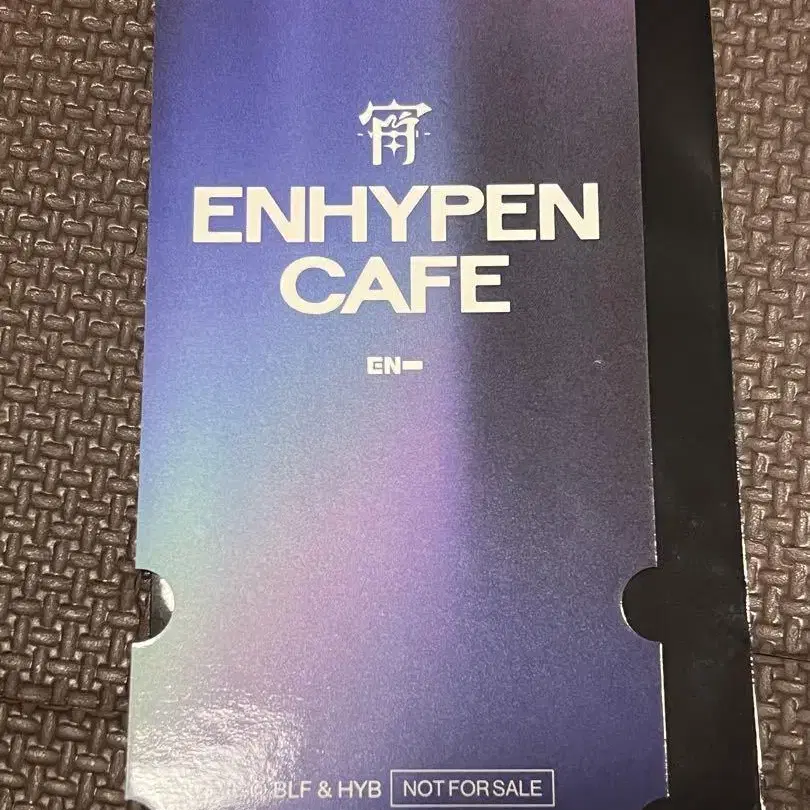 宵
ENHYPEN
CAFE
EN-
BLF & HYB NOT FOR SALE